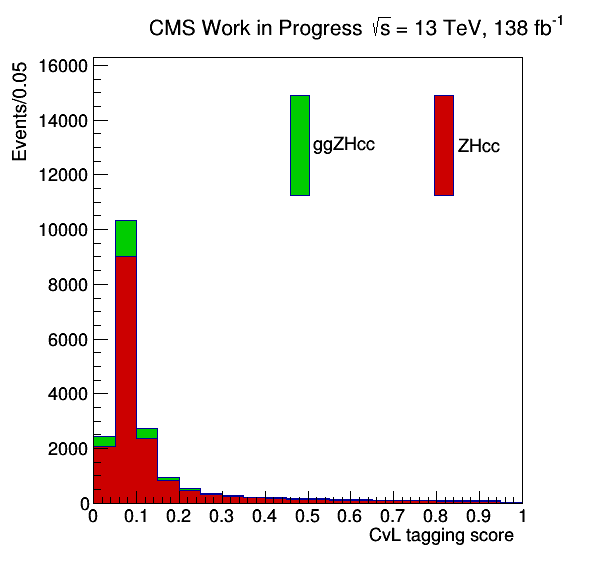 CMS Work in Progress √s = 13 TeV, 138 fb⁻¹
Events/0.05
16000
14000
12000
10000
8000
6000
4000
2000
0
ggZHcc
ZHcc
0 0.1 0.2 0.3 0.4 0.5 0.6 0.7 0.8 0.9 1
CvL tagging score